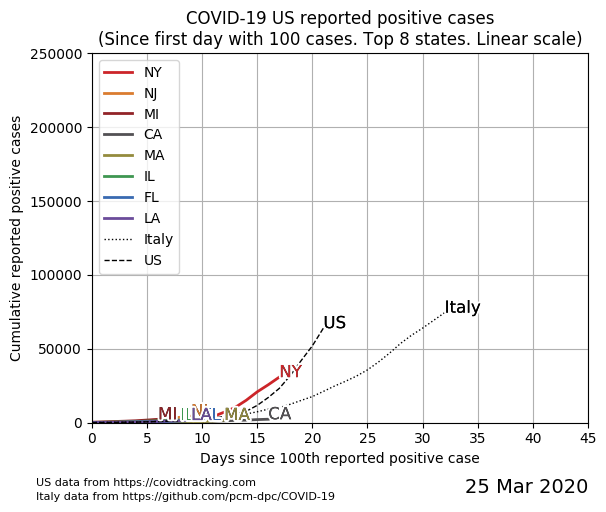 COVID-19 US reported positive cases
(Since first day with 100 cases. Top 8 states. Linear scale)
250000
200000
150000
100000
50000
0
Cumulative reported positive cases
NY
NJ
MI
CA
MA
IL
FL
LA
Italy
US
Italy
US
NY
MI
IL
LA
MA
CA
0 5 10 15 20 25 30 35 40 45
Days since 100th reported positive case
US data from https://covidtracking.com
Italy data from https://github.com/pcm-dpc/COVID-19
25 Mar 2020